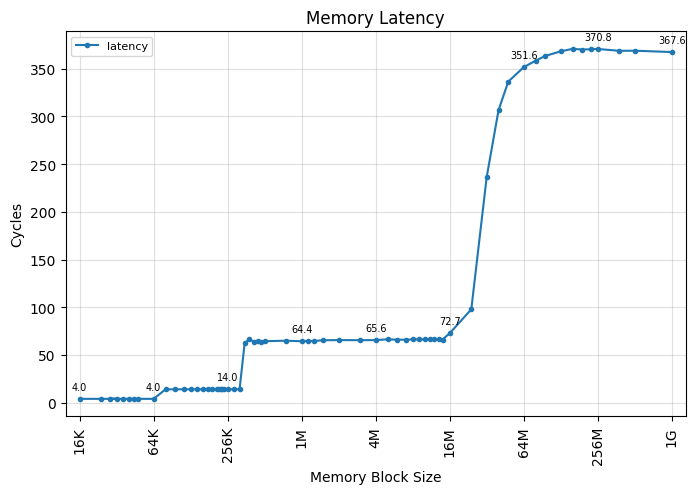 Memory Latency
latency
Cycles
350
300
250
200
150
100
50
0
4.0
4.0
14.0
64.4
65.6
72.7
351.6
370.8
367.6
16K
64K
256K
1M
4M
16M
64M
256M
1G
Memory Block Size